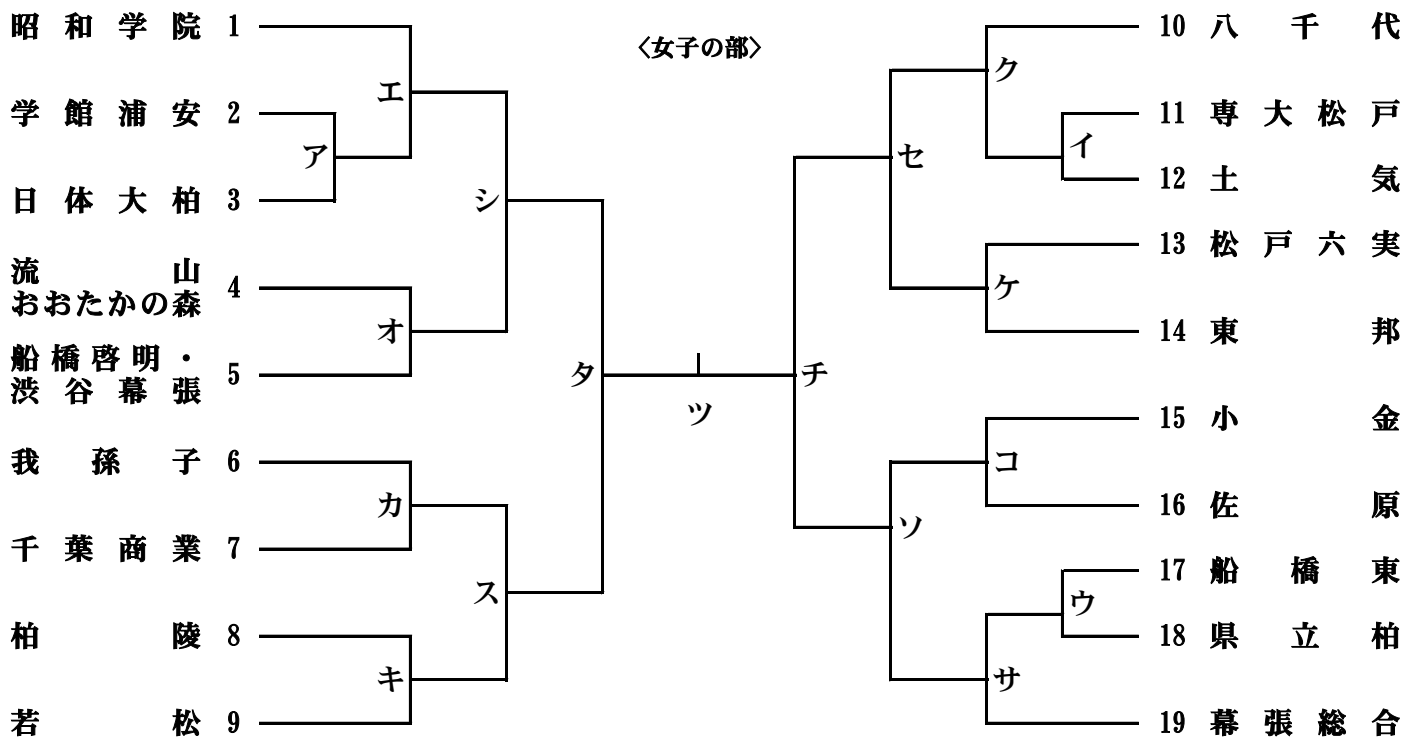 〈女子の部〉
昭和学院 1
学館浦安 2
日体大柏 3
流山
おおたかの森 4
船橋啓明・
渋谷幕張 5
我孫子 6
千葉商業 7
柏陵 8
若松 9
ア
エ
オ
カ
キ
シ
ス
タ
ツ
チ
セ
ソ
ク
ケ
コ
サ
イ
ウ
10 八千代
11 専大松戸
12 土気
13 松戸六実
14 東邦
15 小金
16 佐原
17 船橋東
18 県立柏
19 幕張総合